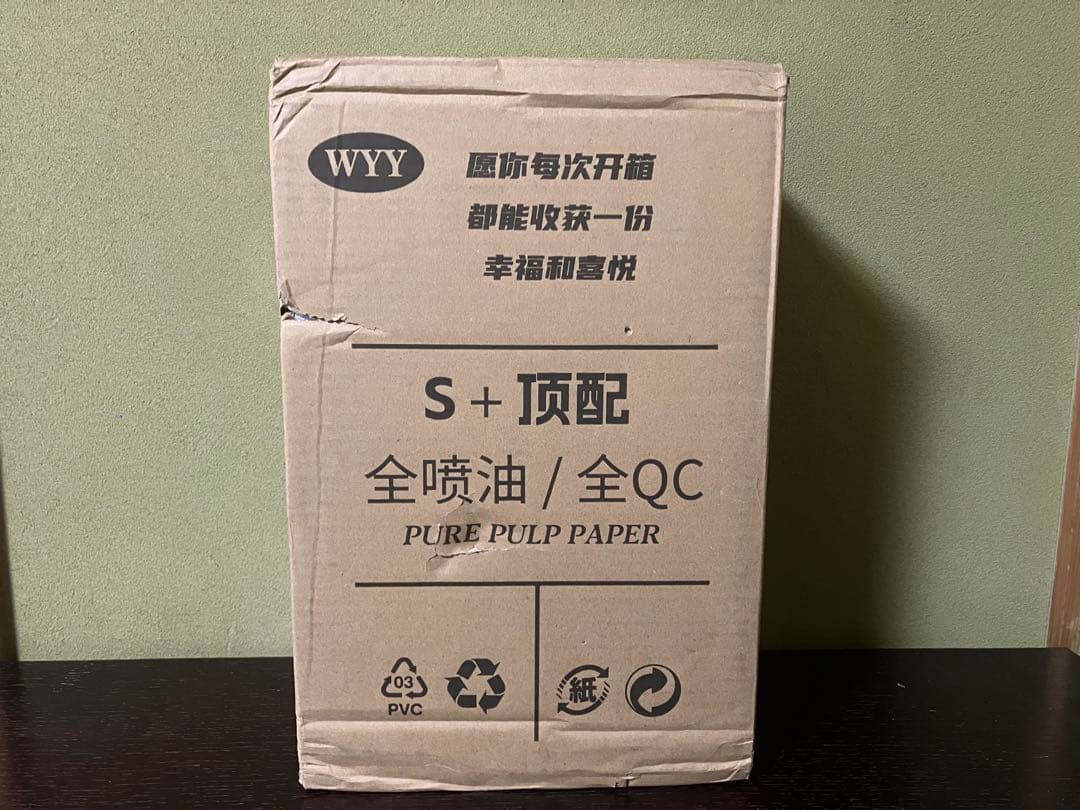 WYY
愿你每次开箱
都能收获一份
幸福和喜悦
S + 顶配
全喷油 / 全QC
PURE PULP PAPER
03
PVC
紙